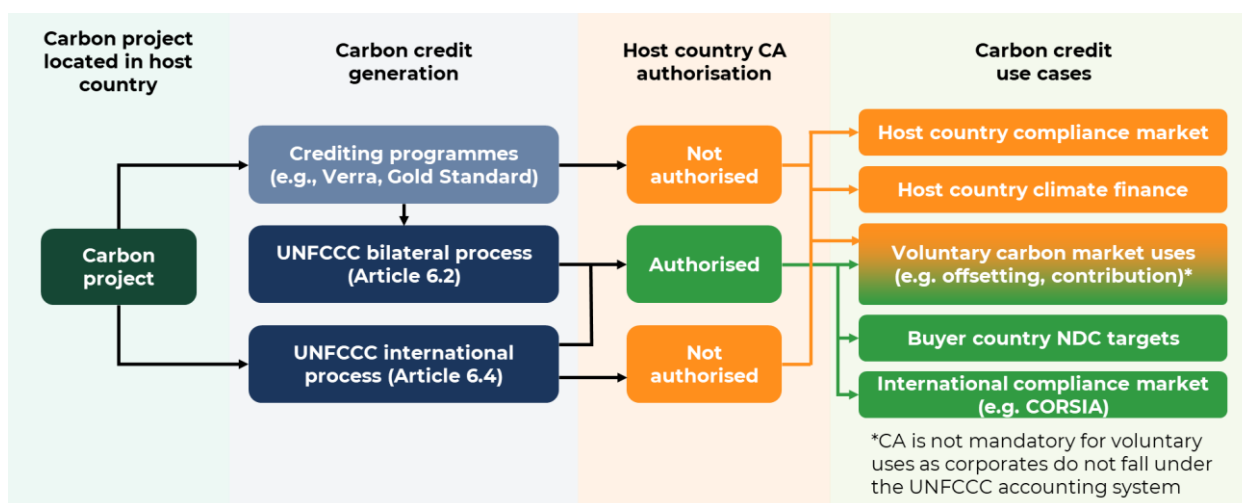 Carbon project
located in host
country
Carbon credit
generation
Host country CA
authorisation
Carbon credit
use cases
Carbon
project
Crediting programmes
(e.g., Verra, Gold Standard)
UNFCCC bilateral process
(Article 6.2)
UNFCCC international
process (Article 6.4)
Not
authorised
Authorised
Not
authorised
Host country compliance market
Host country climate finance
Voluntary carbon market uses
(e.g. offsetting, contribution)*
Buyer country NDC targets
International compliance market
(e.g. CORSIA)
*CA is not mandatory for voluntary
uses as corporates do not fall under
the UNFCCC accounting system